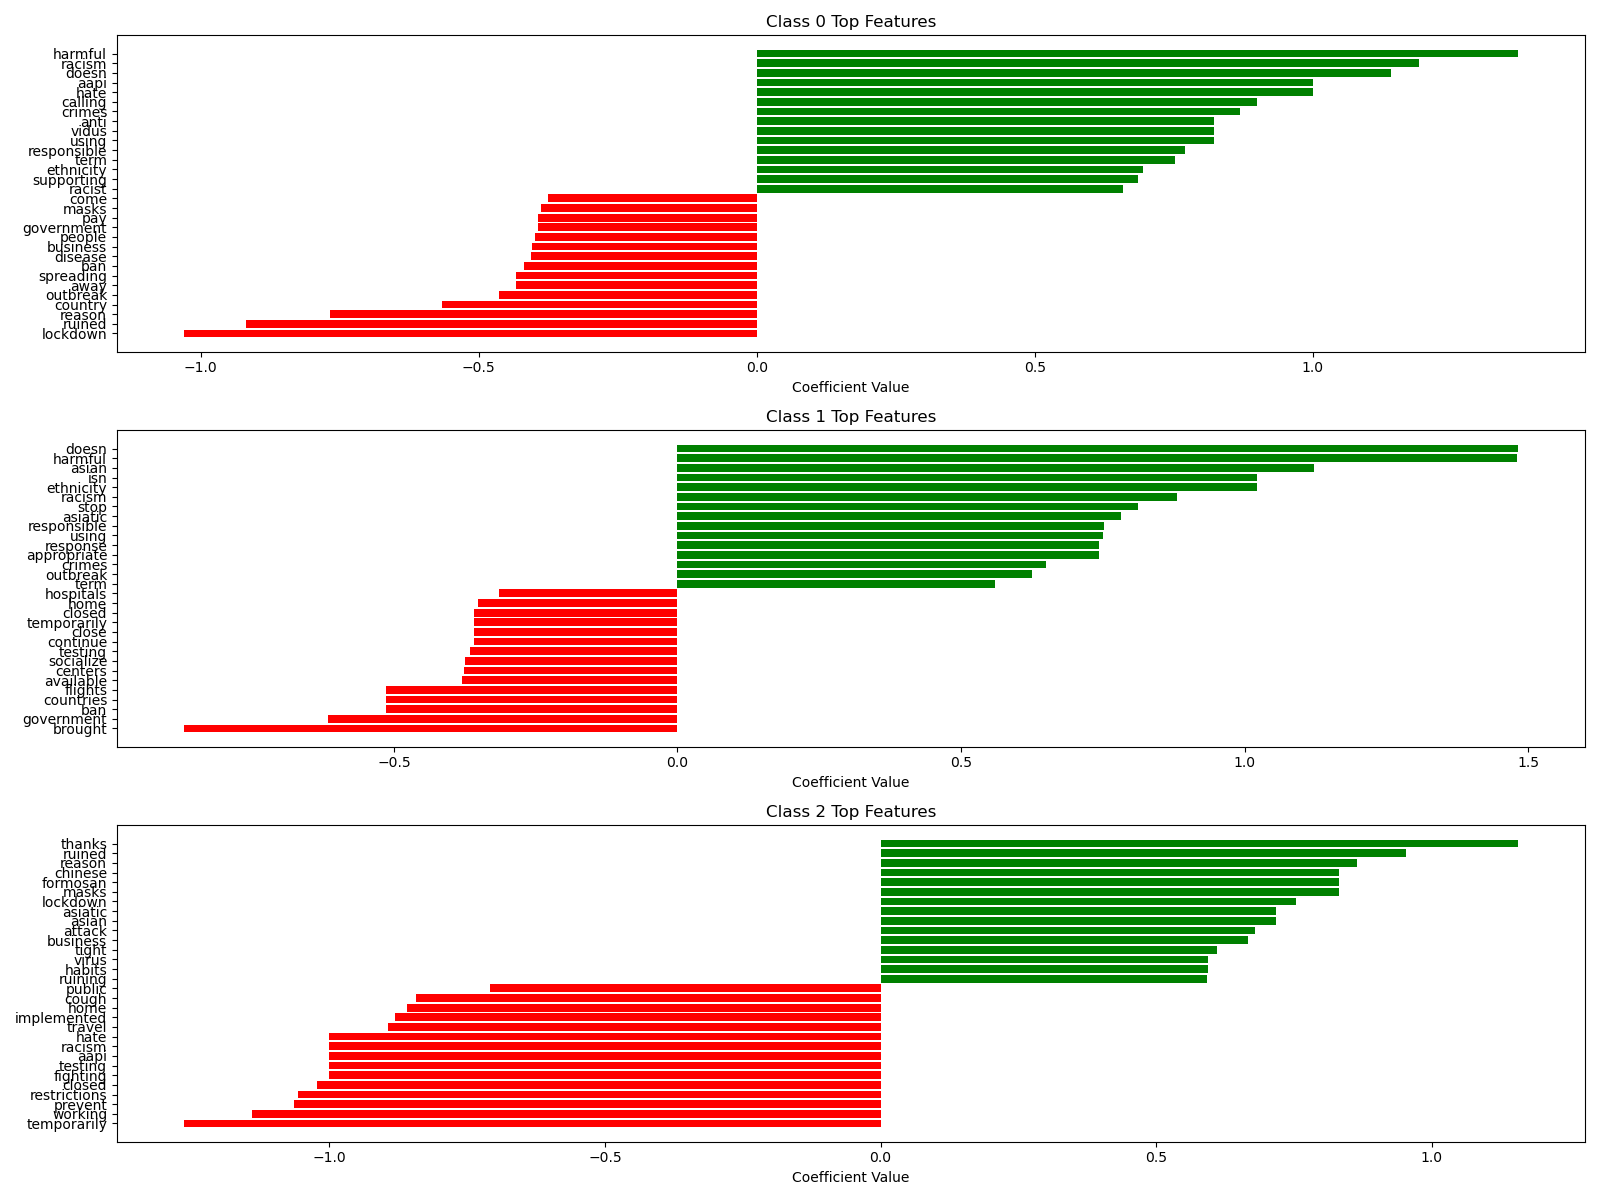 Class 0 Top Features
harmful
racism
doesn
aapi
hate
calling
crimes
anti
vidus
using
responsible
term
ethnicity
supporting
racist
come
masks
pay
government
people
business
disease
ban
spreading
away
outbreak
country
reason
ruined
lockdown
−1.0 −0.5 0.0 0.5 1.0
Coefficient Value
Class 1 Top Features
doesn
harmful
asian
isn
ethnicity
racism
stop
asiatic
responsible
using
response
appropriate
crimes
outbreak
term
hospitals
home
closed
temporarily
close
continue
testing
socialize
centers
available
flights
countries
ban
government
brought
−0.5 0.0 0.5 1.0 1.5
Coefficient Value
Class 2 Top Features
thanks
ruined
reason
chinese
formosan
masks
lockdown
asiatic
asian
attack
business
tight
virus
habits
ruining
public
cough
home
implemented
travel
hate
racism
aapi
testing
fighting
closed
restrictions
prevent
working
temporarily
−1.0 −0.5 0.0 0.5 1.0
Coefficient Value